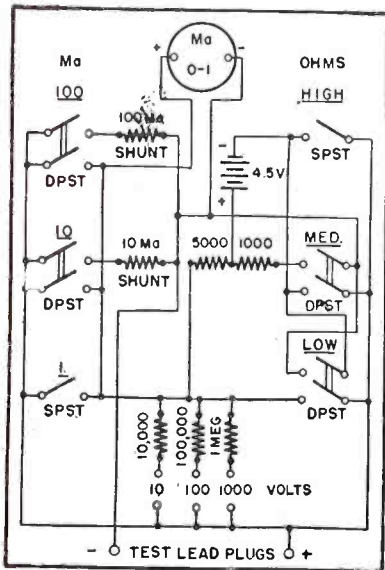 + Ma -
0-1
Ma
OHMS
100
HIGH
100 Ma
SHUNT
DPST
-
4.5V
+
SPST
10
10 Ma
SHUNT
DPST
5000 1000
MED.
DPST
LOW
DPST
1.
SPST
10,000
100,000
1 MEG
10 100 1000 VOLTS
- TEST LEAD PLUGS +